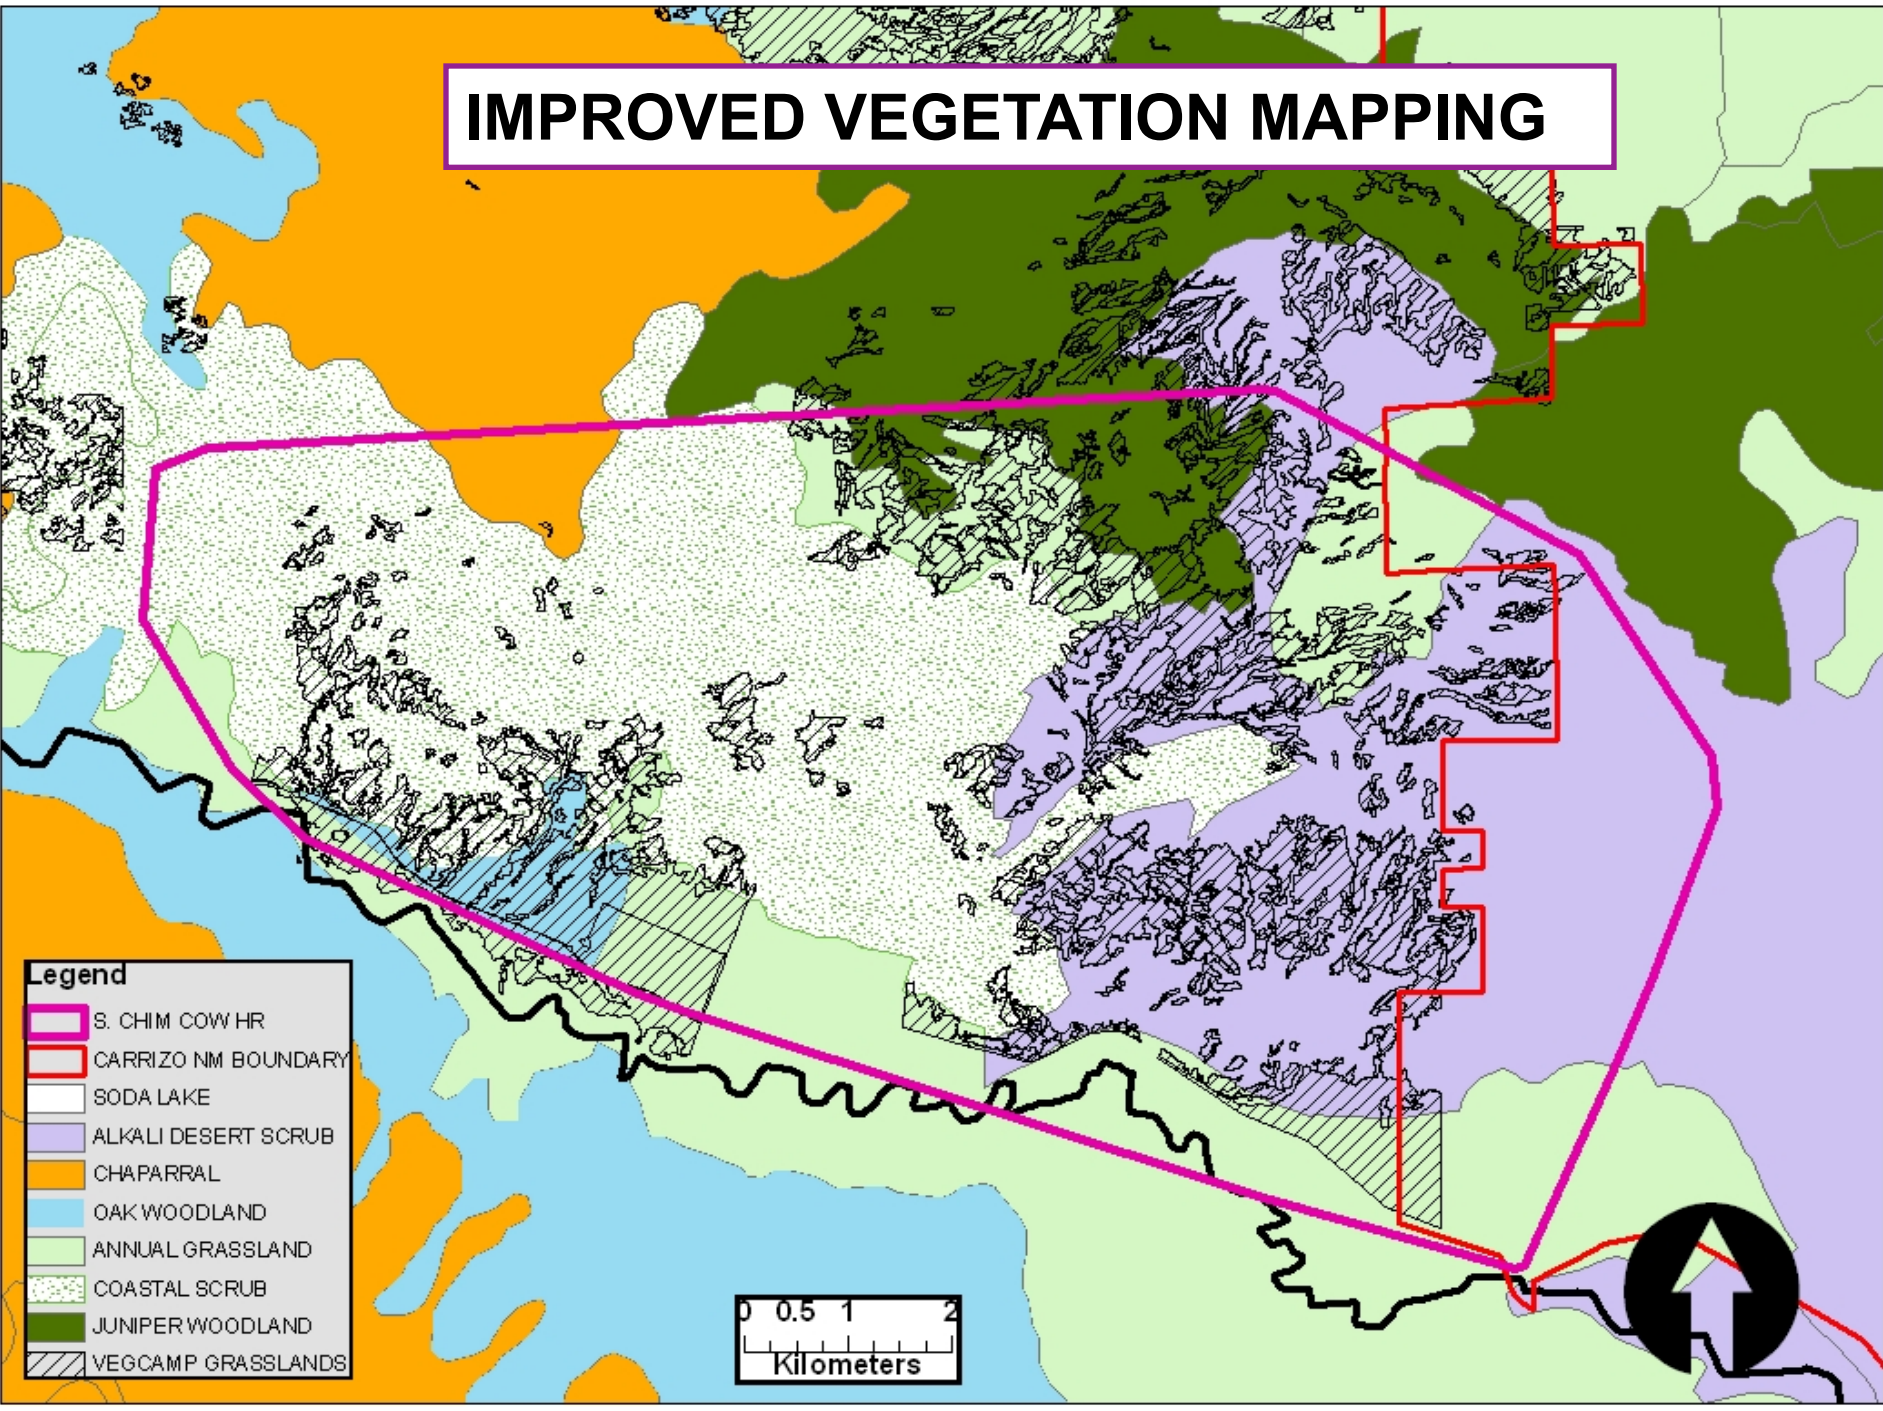 IMPROVED VEGETATION MAPPING
Legend
S. CHIM COW HR
CARRIZO NM BOUNDARY
SODA LAKE
ALKALI DESERT SCRUB
CHAPARRAL
OAK WOODLAND
ANNUAL GRASSLAND
COASTAL SCRUB
JUNIPER WOODLAND
VEGCAMP GRASSLANDS
0 0.5 1 2
Kilometers